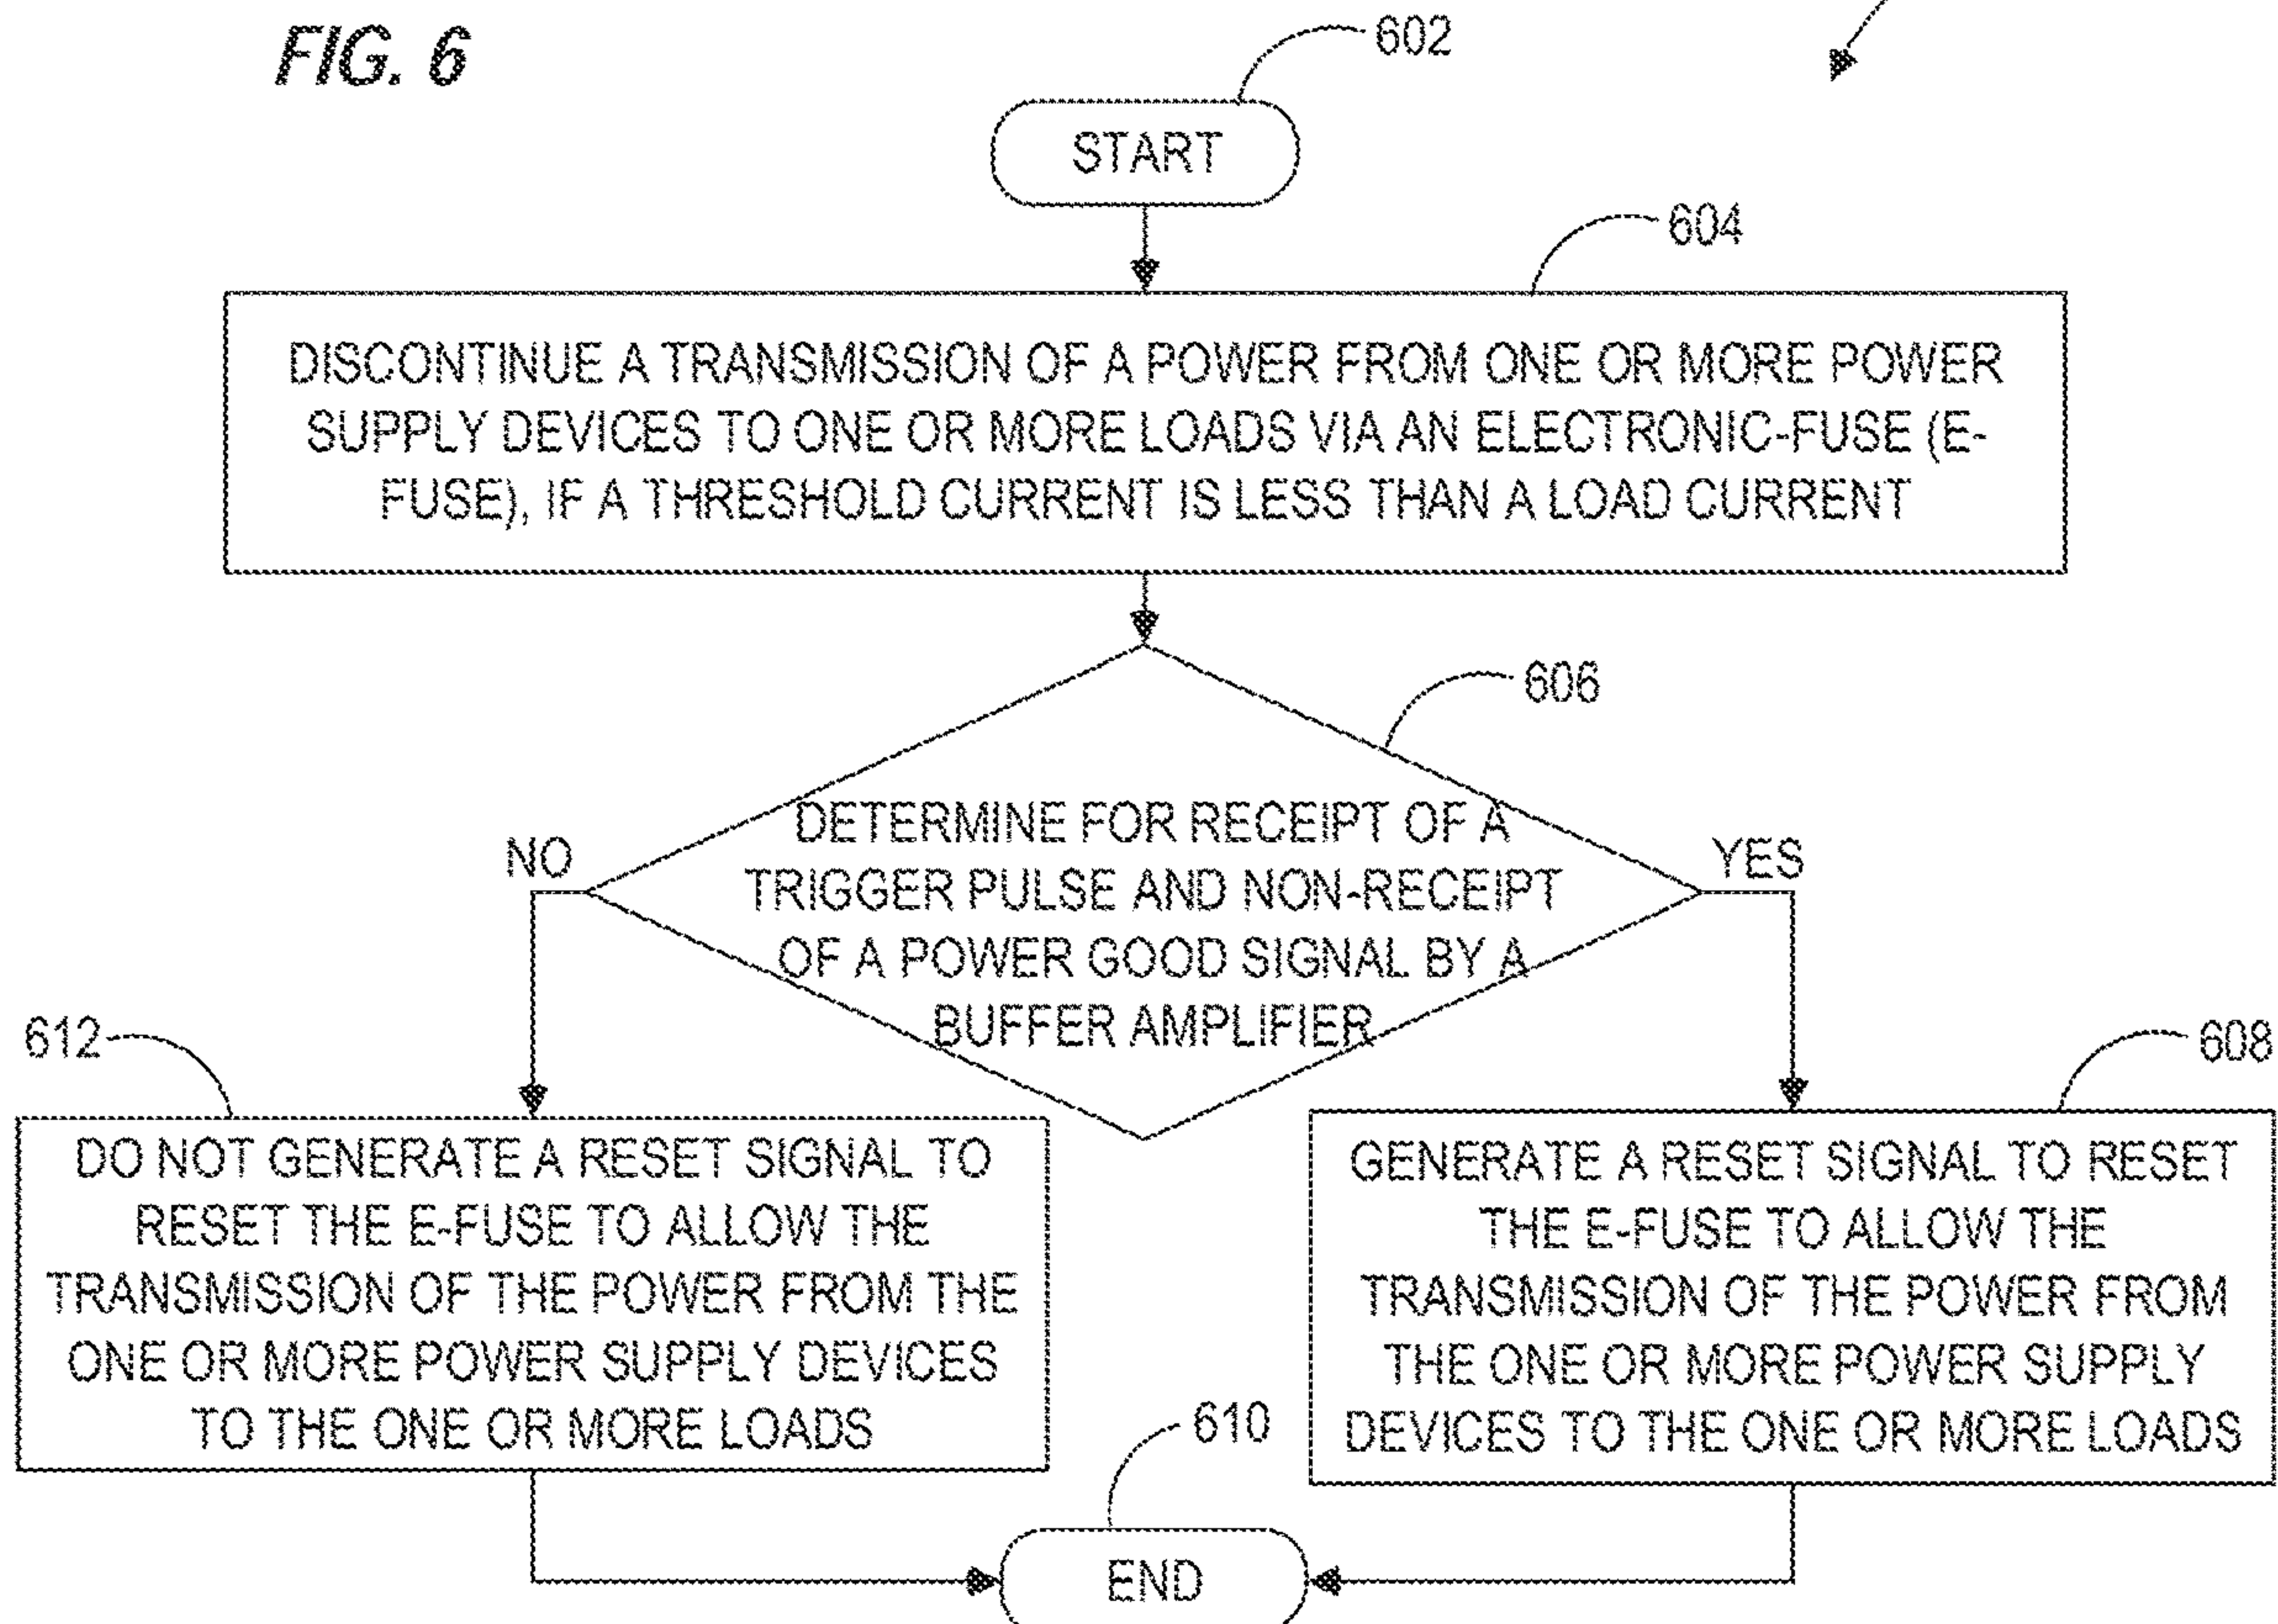 FIG. 6
602
START
604
DISCONTINUE A TRANSMISSION OF A POWER FROM ONE OR MORE POWER
SUPPLY DEVICES TO ONE OR MORE LOADS VIA AN ELECTRONIC-FUSE (E-
FUSE), IF A THRESHOLD CURRENT IS LESS THAN A LOAD CURRENT
606
DETERMINE FOR RECEIPT OF A
TRIGGER PULSE AND NON-RECEIPT
OF A POWER GOOD SIGNAL BY A
BUFFER AMPLIFIER
NO
YES
612
DO NOT GENERATE A RESET SIGNAL TO
RESET THE E-FUSE TO ALLOW THE
TRANSMISSION OF THE POWER FROM THE
ONE OR MORE POWER SUPPLY DEVICES
TO THE ONE OR MORE LOADS
608
GENERATE A RESET SIGNAL TO RESET
THE E-FUSE TO ALLOW THE
TRANSMISSION OF THE POWER FROM
THE ONE OR MORE POWER SUPPLY
DEVICES TO THE ONE OR MORE LOADS
610
END